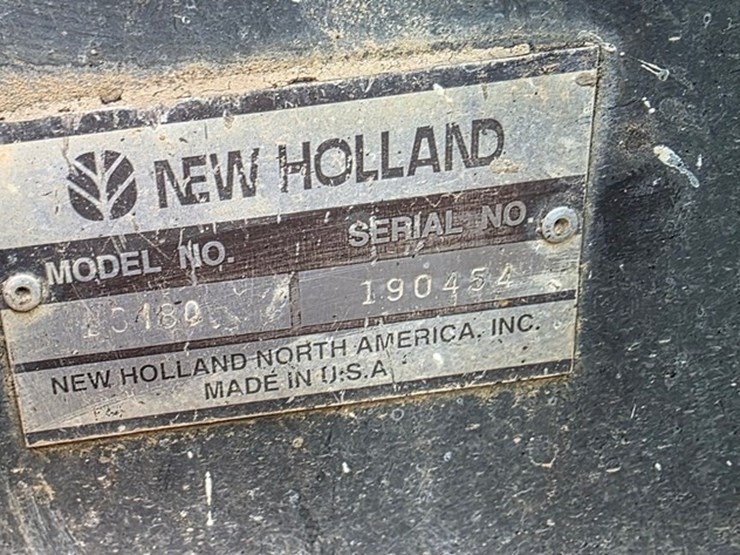 NEW HOLLAND
MODEL NO. SERIAL NO.
190454
NEW HOLLAND NORTH AMERICA, INC.
MADE IN U.S.A